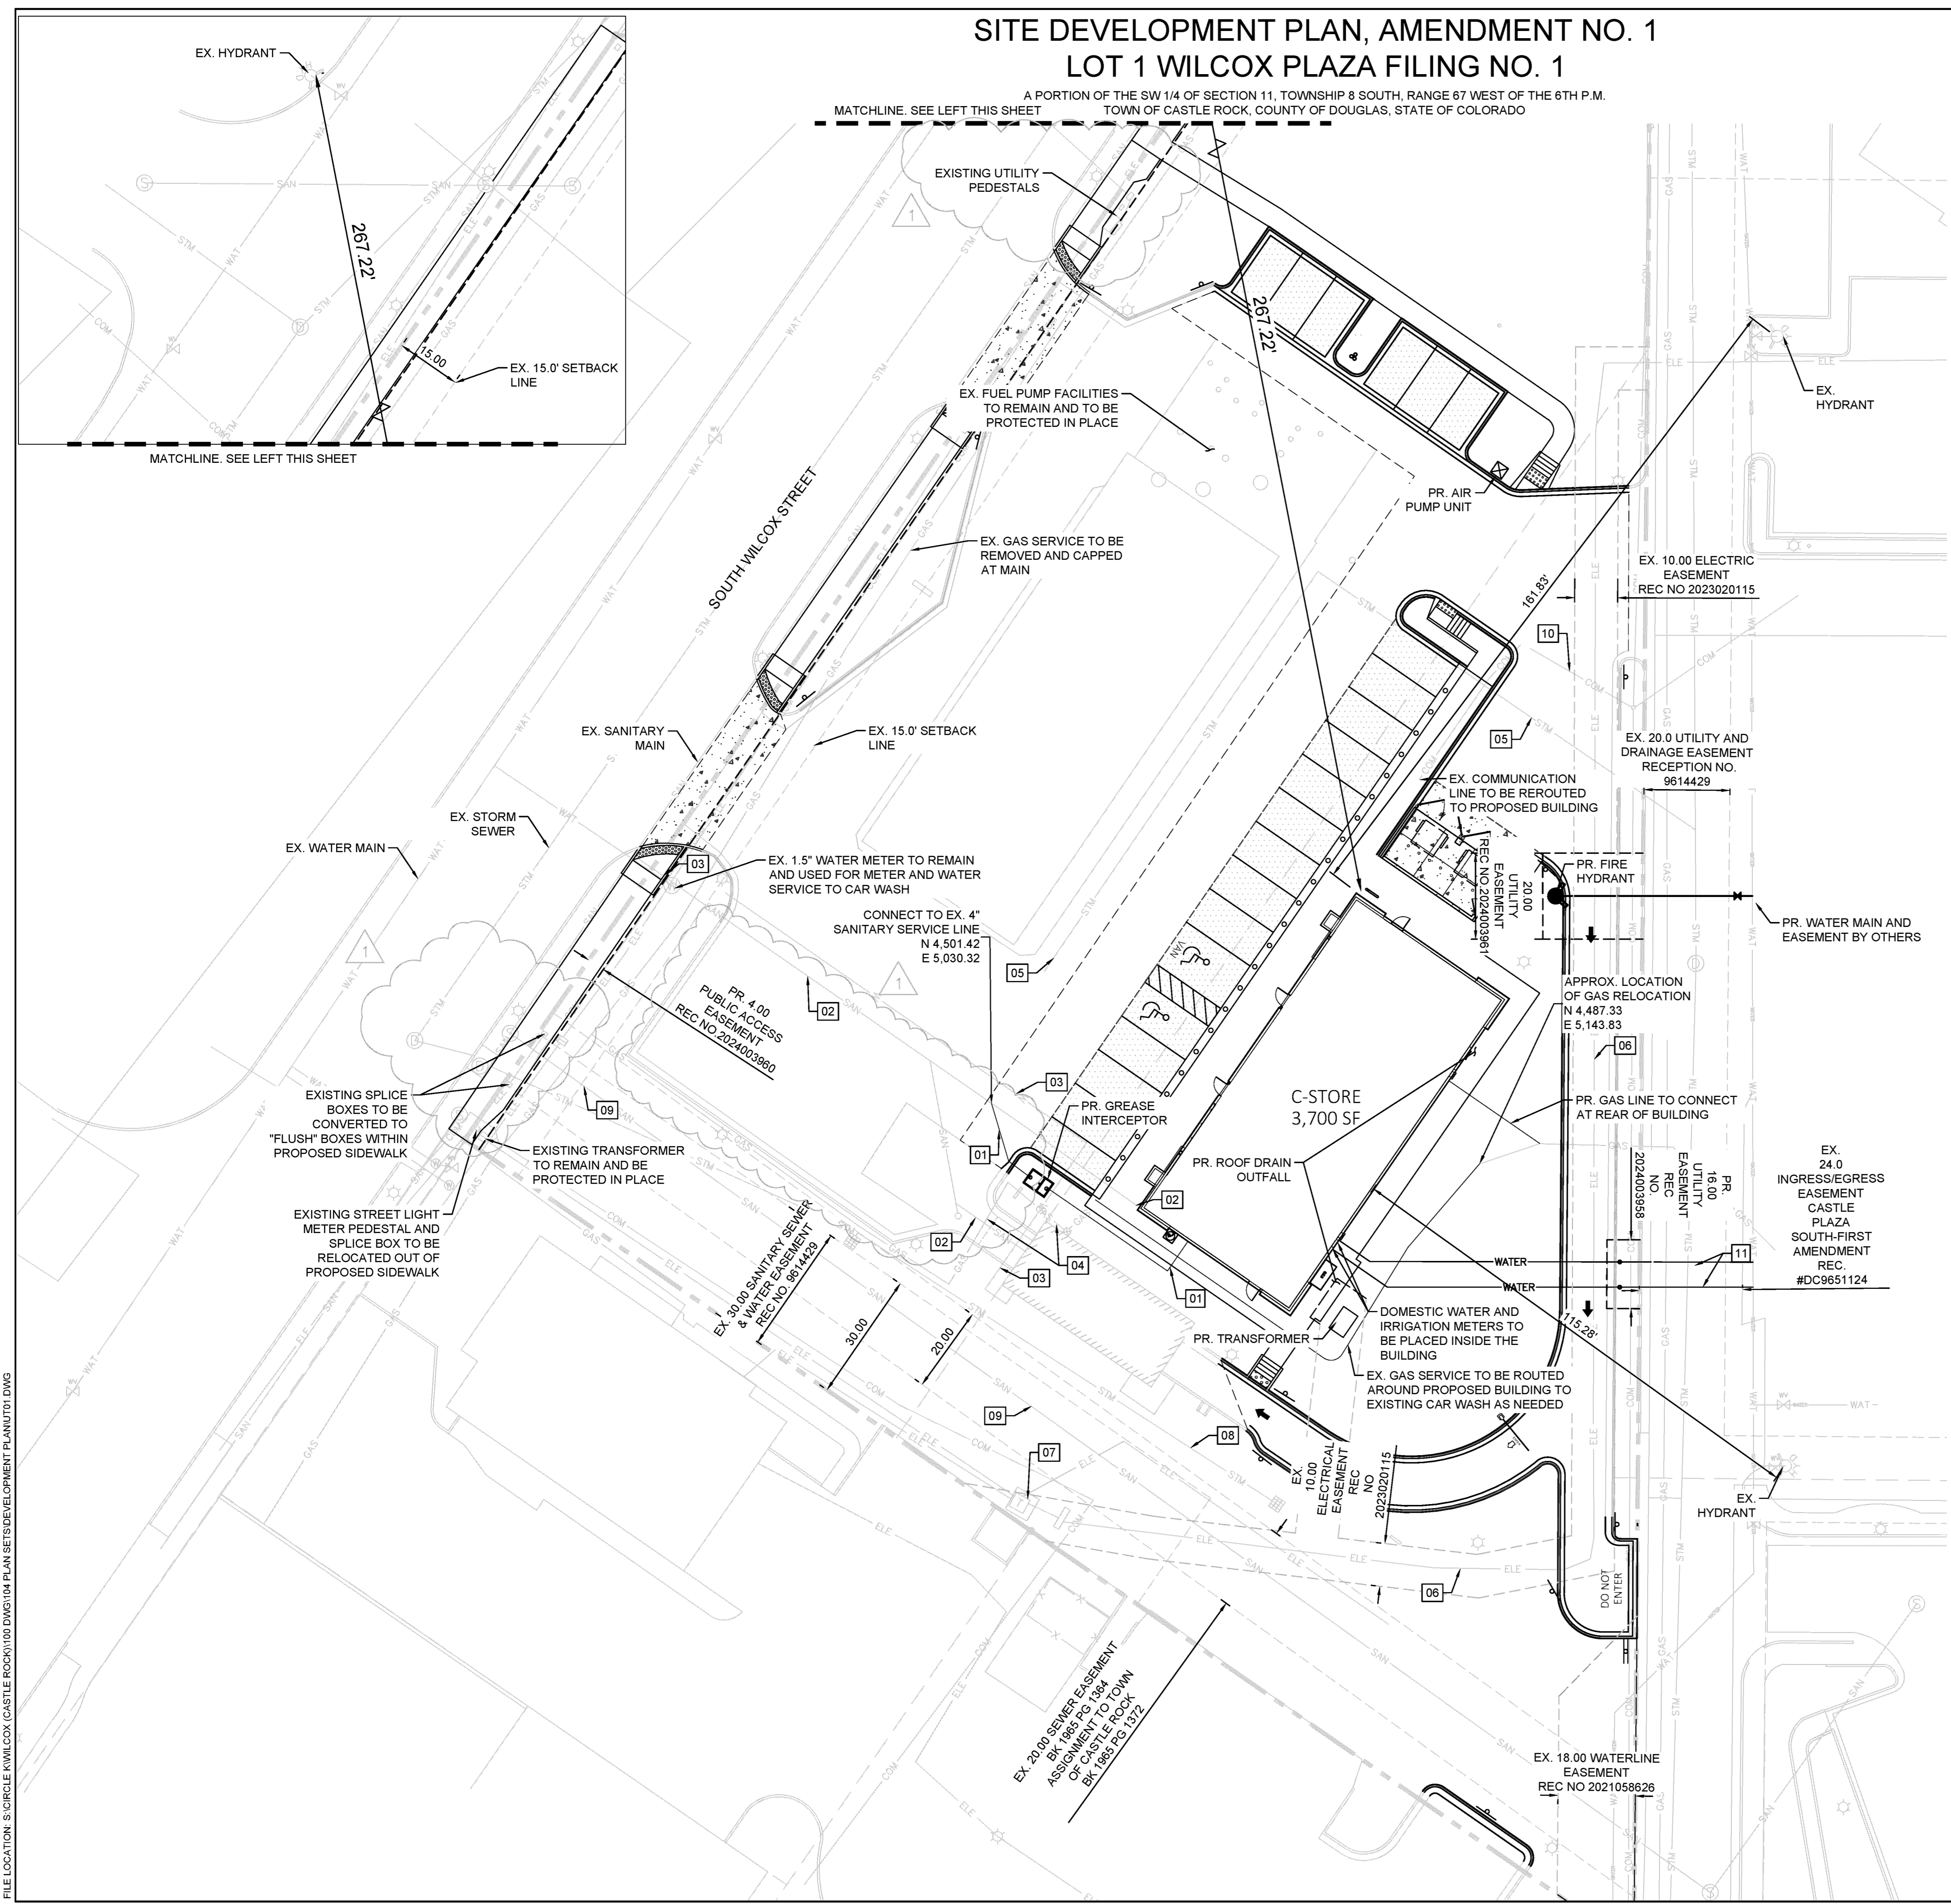 SITE DEVELOPMENT PLAN, AMENDMENT NO. 1
LOT 1 WILCOX PLAZA FILING NO. 1
A PORTION OF THE SW 1/4 OF SECTION 11, TOWNSHIP 8 SOUTH, RANGE 67 WEST OF THE 6TH P.M.
TOWN OF CASTLE ROCK, COUNTY OF DOUGLAS, STATE OF COLORADO
MATCHLINE. SEE LEFT THIS SHEET
EX. HYDRANT
267.22'
15.00
EX. 15.0' SETBACK
LINE
MATCHLINE. SEE LEFT THIS SHEET
EXISTING UTILITY
PEDESTALS
1
267.22'
EX. FUEL PUMP FACILITIES
TO REMAIN AND TO BE
PROTECTED IN PLACE
EX.
HYDRANT
PR. AIR
PUMP UNIT
SOUTH WILCOX STREET
EX. GAS SERVICE TO BE
REMOVED AND CAPPED
AT MAIN
161.83'
EX. 10.00 ELECTRIC
EASEMENT
REC NO 2023020115
10
EX. SANITARY
MAIN
EX. 15.0' SETBACK
LINE
05
EX. 20.0 UTILITY AND
DRAINAGE EASEMENT
RECEPTION NO.
9614429
EX. COMMUNICATION
LINE TO BE REROUTED
TO PROPOSED BUILDING
EX. STORM
SEWER
EX. WATER MAIN
03
EX. 1.5" WATER METER TO REMAIN
AND USED FOR METER AND WATER
SERVICE TO CAR WASH
20.00
UTILITY
EASEMENT
REC NO.2024003961
PR. FIRE
HYDRANT
CONNECT TO EX. 4"
SANITARY SERVICE LINE
N 4,501.42
E 5,030.32
PR. WATER MAIN AND
EASEMENT BY OTHERS
1
1
VAN
05
02
PR. 4.00
PUBLIC ACCESS
EASEMENT
REC NO.2024003960
APPROX. LOCATION
OF GAS RELOCATION
N 4,487.33
E 5,143.83
06
EXISTING SPLICE
BOXES TO BE
CONVERTED TO
"FLUSH" BOXES WITHIN
PROPOSED SIDEWALK
09
03
PR. GREASE
INTERCEPTOR
C-STORE
3,700 SF
PR. GAS LINE TO CONNECT
AT REAR OF BUILDING
EXISTING TRANSFORMER
TO REMAIN AND BE
PROTECTED IN PLACE
01
PR. ROOF DRAIN
OUTFALL
PR.
16.00
UTILITY
EASEMENT
REC
NO.
2024003958
EX.
24.0
INGRESS/EGRESS
EASEMENT
CASTLE
PLAZA
SOUTH-FIRST
AMENDMENT
REC.
#DC9651124
EXISTING STREET LIGHT
METER PEDESTAL AND
SPLICE BOX TO BE
RELOCATED OUT OF
PROPOSED SIDEWALK
02
02
04
03
01
11
WATER
WATER
EX. 30.00 SANITARY SEWER
& WATER EASEMENT
REC NO. 9614429
30.00
20.00
DOMESTIC WATER AND
IRRIGATION METERS TO
BE PLACED INSIDE THE
BUILDING
PR. TRANSFORMER
115.28'
EX. GAS SERVICE TO BE ROUTED
AROUND PROPOSED BUILDING TO
EXISTING CAR WASH AS NEEDED
09
08
07
EX.
10.00
ELECTRICAL
EASEMENT
REC
NO
2023020115
EX.
HYDRANT
06
DO NOT
ENTER
EX. 20.00 SEWER EASEMENT
BK 1965 PG 1364
ASSIGNMENT TO TOWN
OF CASTLE ROCK
BK 1965 PG 1372
EX. 18.00 WATERLINE
EASEMENT
REC NO 2021058626
FILE LOCATION: S:\CIRCLE K\WILCOX (CASTLE ROCK)\100 DWG\104 PLAN SETS\DEVELOPMENT PLAN\UT01.DWG